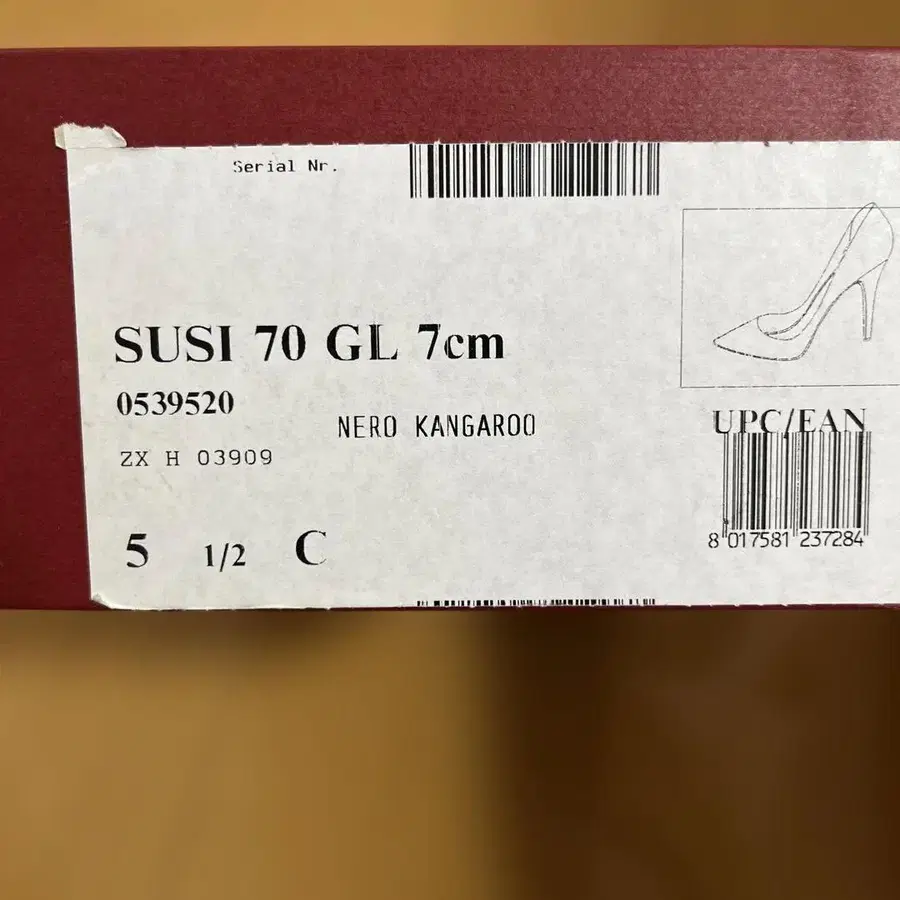 Serial Nr.
SUSI 70 GL 7cm
0539520
NERO KANGAROO
ZX H 03909
5 1/2 C
UPC/EAN
8 017581 237284